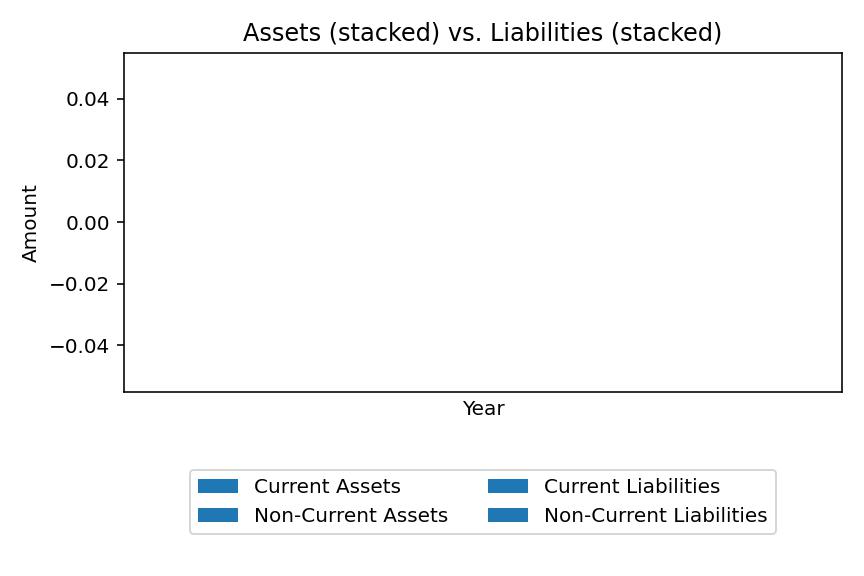 Assets (stacked) vs. Liabilities (stacked)
0.04
0.02
0.00
−0.02
−0.04
Amount
Year
Current Assets
Non-Current Assets
Current Liabilities
Non-Current Liabilities